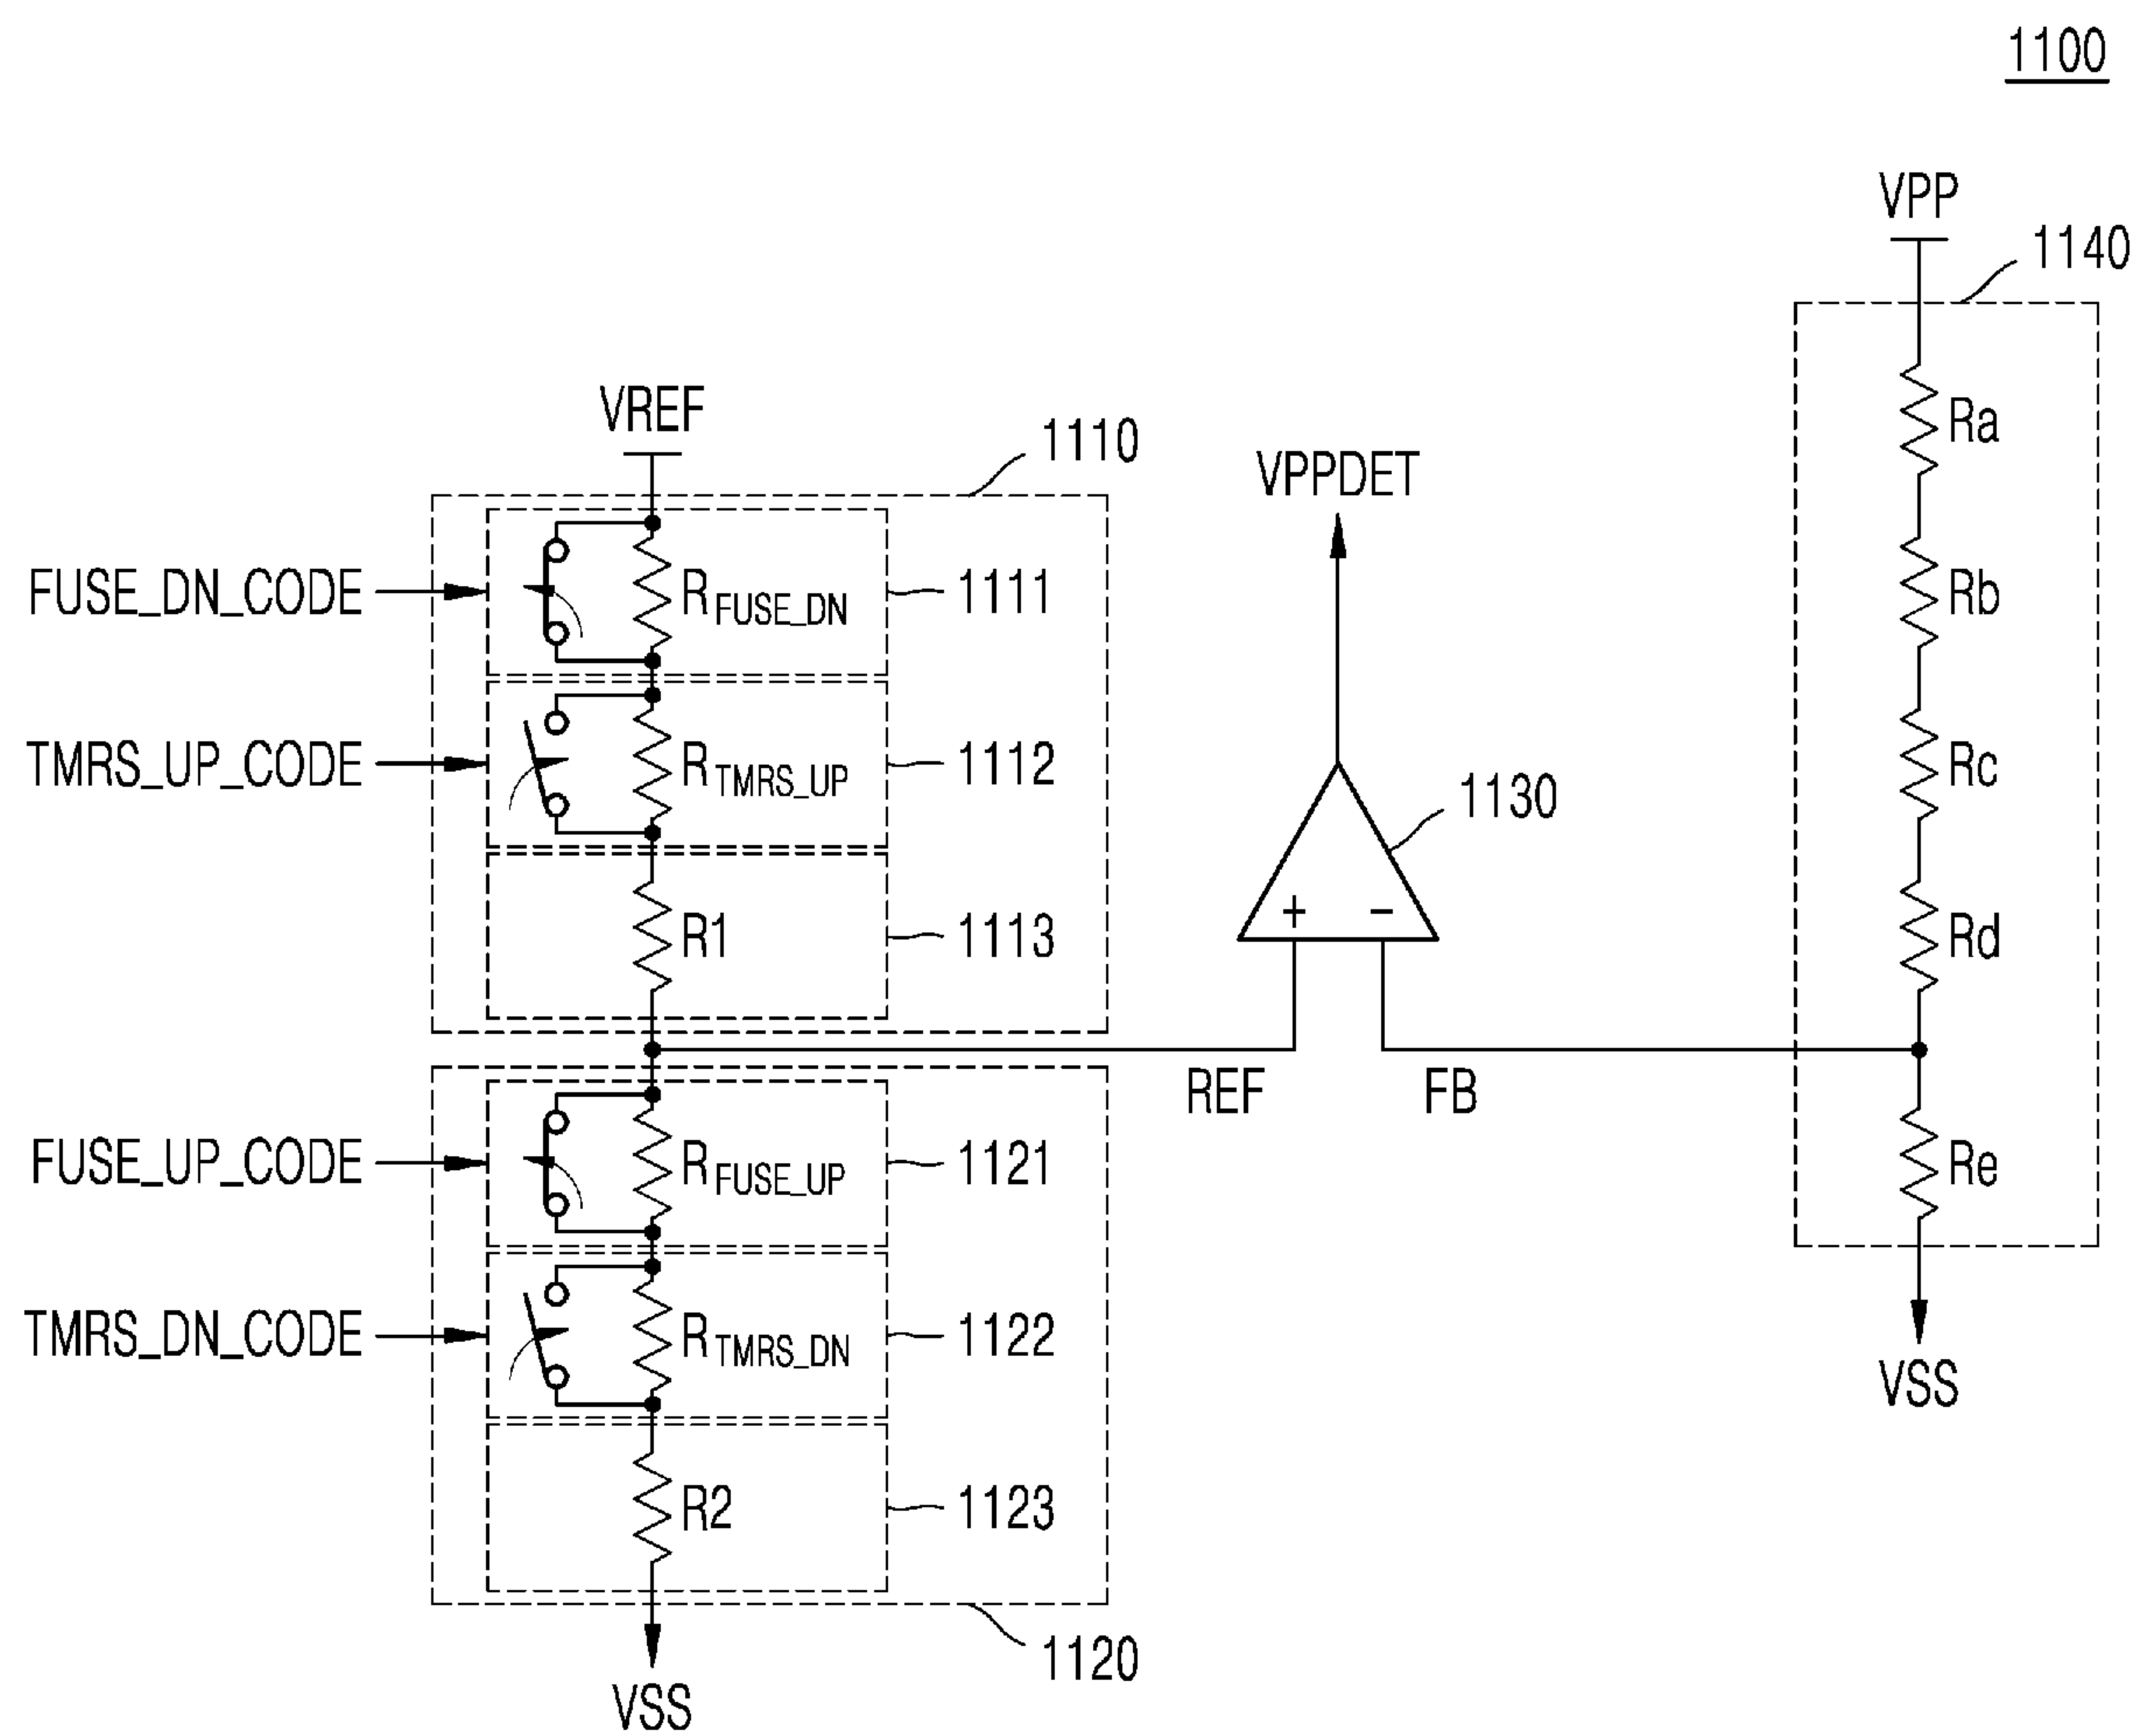 1100
VPP
1140
Ra
VREF
1110
VPPDET
FUSE_DN_CODE
RFUSE_DN
1111
Rb
TMRS_UP_CODE
RTMRS_UP
1112
1130
Rc
+
−
R1
1113
Rd
REF
FB
FUSE_UP_CODE
RFUSE_UP
1121
Re
TMRS_DN_CODE
RTMRS_DN
1122
VSS
R2
1123
1120
VSS